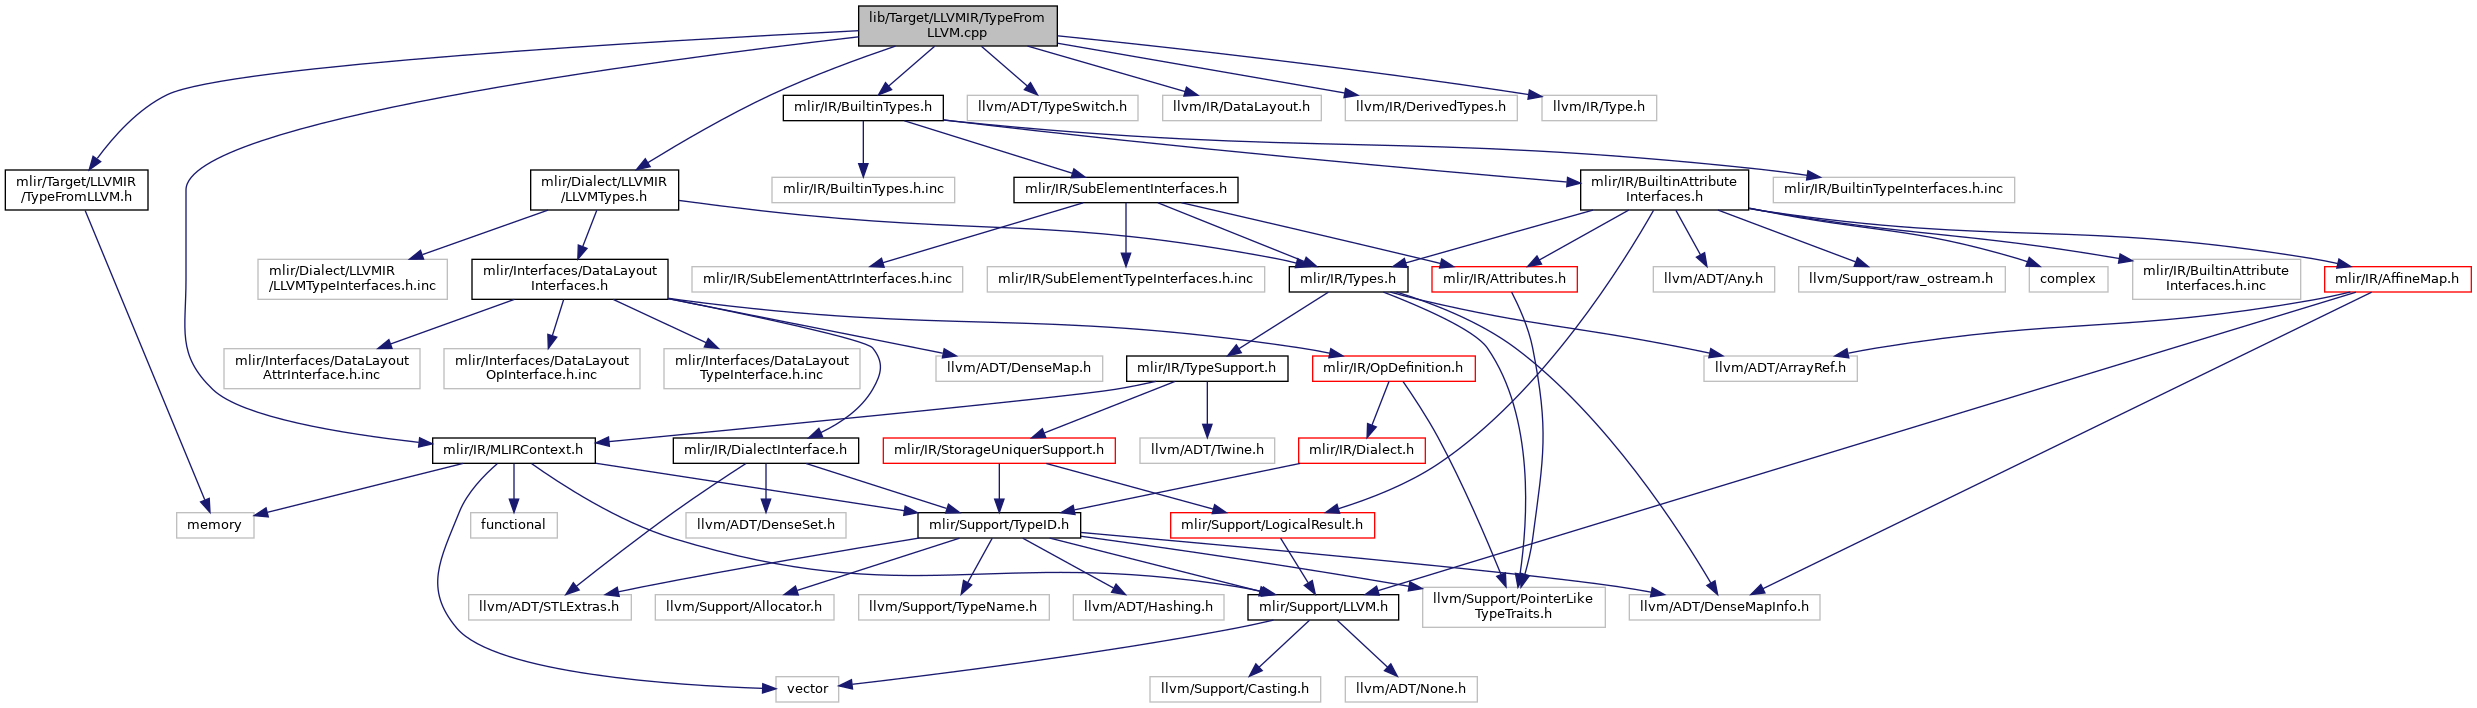 lib/Target/LLVMIR/TypeFrom
LLVM.cpp
mlir/IR/BuiltinTypes.h
llvm/ADT/TypeSwitch.h
llvm/IR/DataLayout.h
llvm/IR/DerivedTypes.h
llvm/IR/Type.h
mlir/Target/LLVMIR
/TypeFromLLVM.h
mlir/Dialect/LLVMIR
/LLVMTypes.h
mlir/IR/BuiltinTypes.h.inc
mlir/IR/SubElementInterfaces.h
mlir/IR/BuiltinAttribute
Interfaces.h
mlir/IR/BuiltinTypeInterfaces.h.inc
mlir/Dialect/LLVMIR
/LLVMTypeInterfaces.h.inc
mlir/Interfaces/DataLayout
Interfaces.h
mlir/IR/SubElementAttrInterfaces.h.inc
mlir/IR/SubElementTypeInterfaces.h.inc
mlir/IR/Types.h
mlir/IR/Attributes.h
llvm/ADT/Any.h
llvm/Support/raw_ostream.h
complex
mlir/IR/BuiltinAttribute
Interfaces.h.inc
mlir/IR/AffineMap.h
mlir/Interfaces/DataLayout
AttrInterface.h.inc
mlir/Interfaces/DataLayout
OpInterface.h.inc
mlir/Interfaces/DataLayout
TypeInterface.h.inc
llvm/ADT/DenseMap.h
mlir/IR/TypeSupport.h
mlir/IR/OpDefinition.h
llvm/ADT/ArrayRef.h
mlir/IR/MLIRContext.h
mlir/IR/DialectInterface.h
mlir/IR/StorageUniquerSupport.h
llvm/ADT/Twine.h
mlir/IR/Dialect.h
memory
functional
llvm/ADT/DenseSet.h
mlir/Support/TypeID.h
mlir/Support/LogicalResult.h
llvm/ADT/STLExtras.h
llvm/Support/Allocator.h
llvm/Support/TypeName.h
llvm/ADT/Hashing.h
mlir/Support/LLVM.h
llvm/Support/PointerLike
TypeTraits.h
llvm/ADT/DenseMapInfo.h
vector
llvm/Support/Casting.h
llvm/ADT/None.h